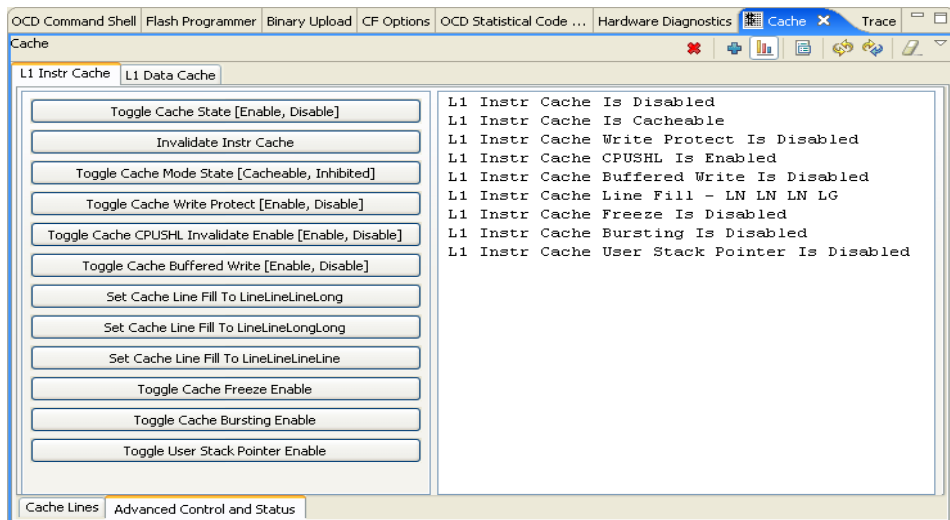 OCD Command Shell Flash Programmer Binary Upload CF Options OCD Statistical Code ... Hardware Diagnostics Cache Trace
Cache
L1 Instr Cache L1 Data Cache
Toggle Cache State [Enable, Disable]
Invalidate Instr Cache
Toggle Cache Mode State [Cacheable, Inhibited]
Toggle Cache Write Protect [Enable, Disable]
Toggle Cache CPUSHL Invalidate Enable [Enable, Disable]
Toggle Cache Buffered Write [Enable, Disable]
Set Cache Line Fill To LineLineLineLong
Set Cache Line Fill To LineLineLongLong
Set Cache Line Fill To LineLineLineLine
Toggle Cache Freeze Enable
Toggle Cache Bursting Enable
Toggle User Stack Pointer Enable
L1 Instr Cache Is Disabled
L1 Instr Cache Is Cacheable
L1 Instr Cache Write Protect Is Disabled
L1 Instr Cache CPUSHL Is Enabled
L1 Instr Cache Buffered Write Is Disabled
L1 Instr Cache Line Fill - LN LN LN LG
L1 Instr Cache Freeze Is Disabled
L1 Instr Cache Bursting Is Disabled
L1 Instr Cache User Stack Pointer Is Disabled
Cache Lines Advanced Control and Status